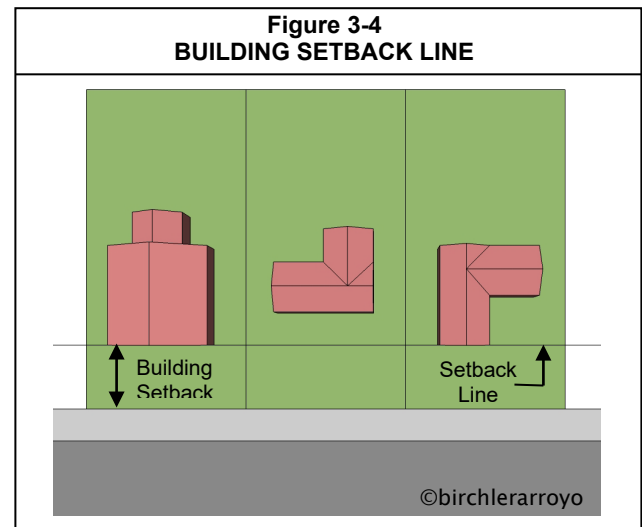 Figure 3-4
BUILDING SETBACK LINE
Building
Setback
Setback
Line
©birchlerarroyo